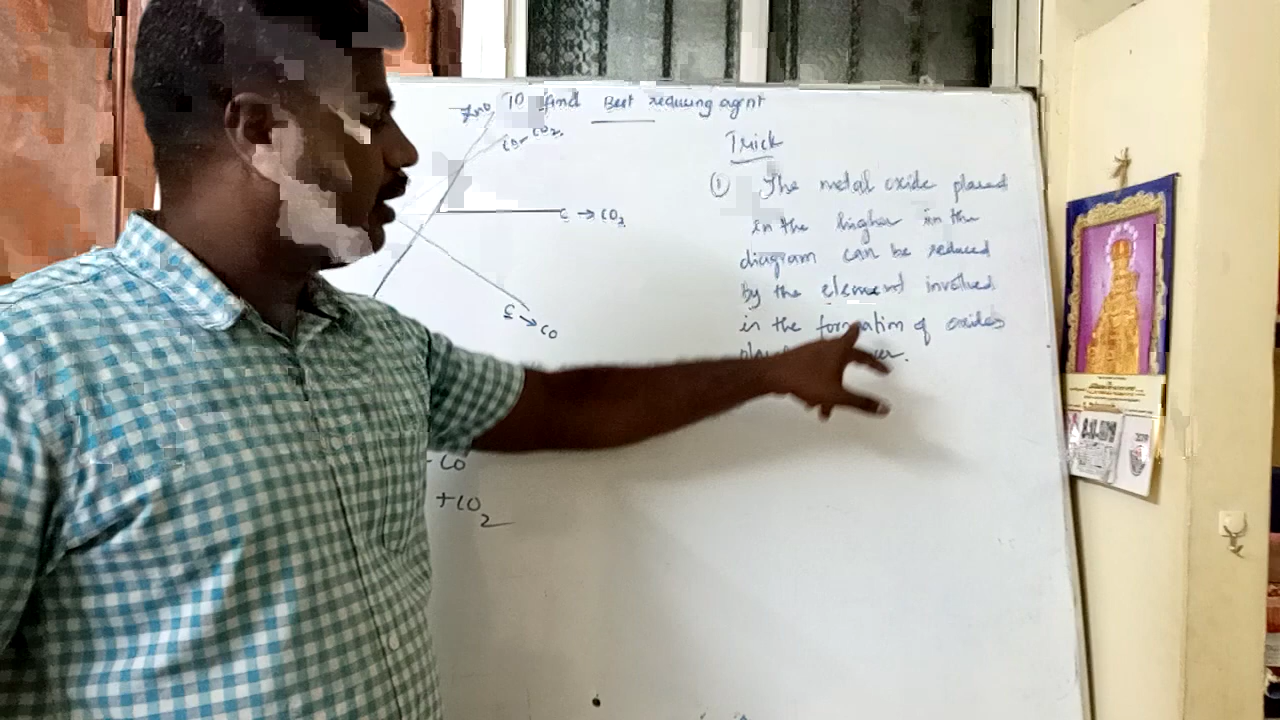 ZnO To find Best reducing agent
CO → CO2
C → CO2
C → CO
Trick
① The metal oxide placed
in the higher in the
diagram can be reduced
by the element involved
in the formation of oxides
CO
+CO2